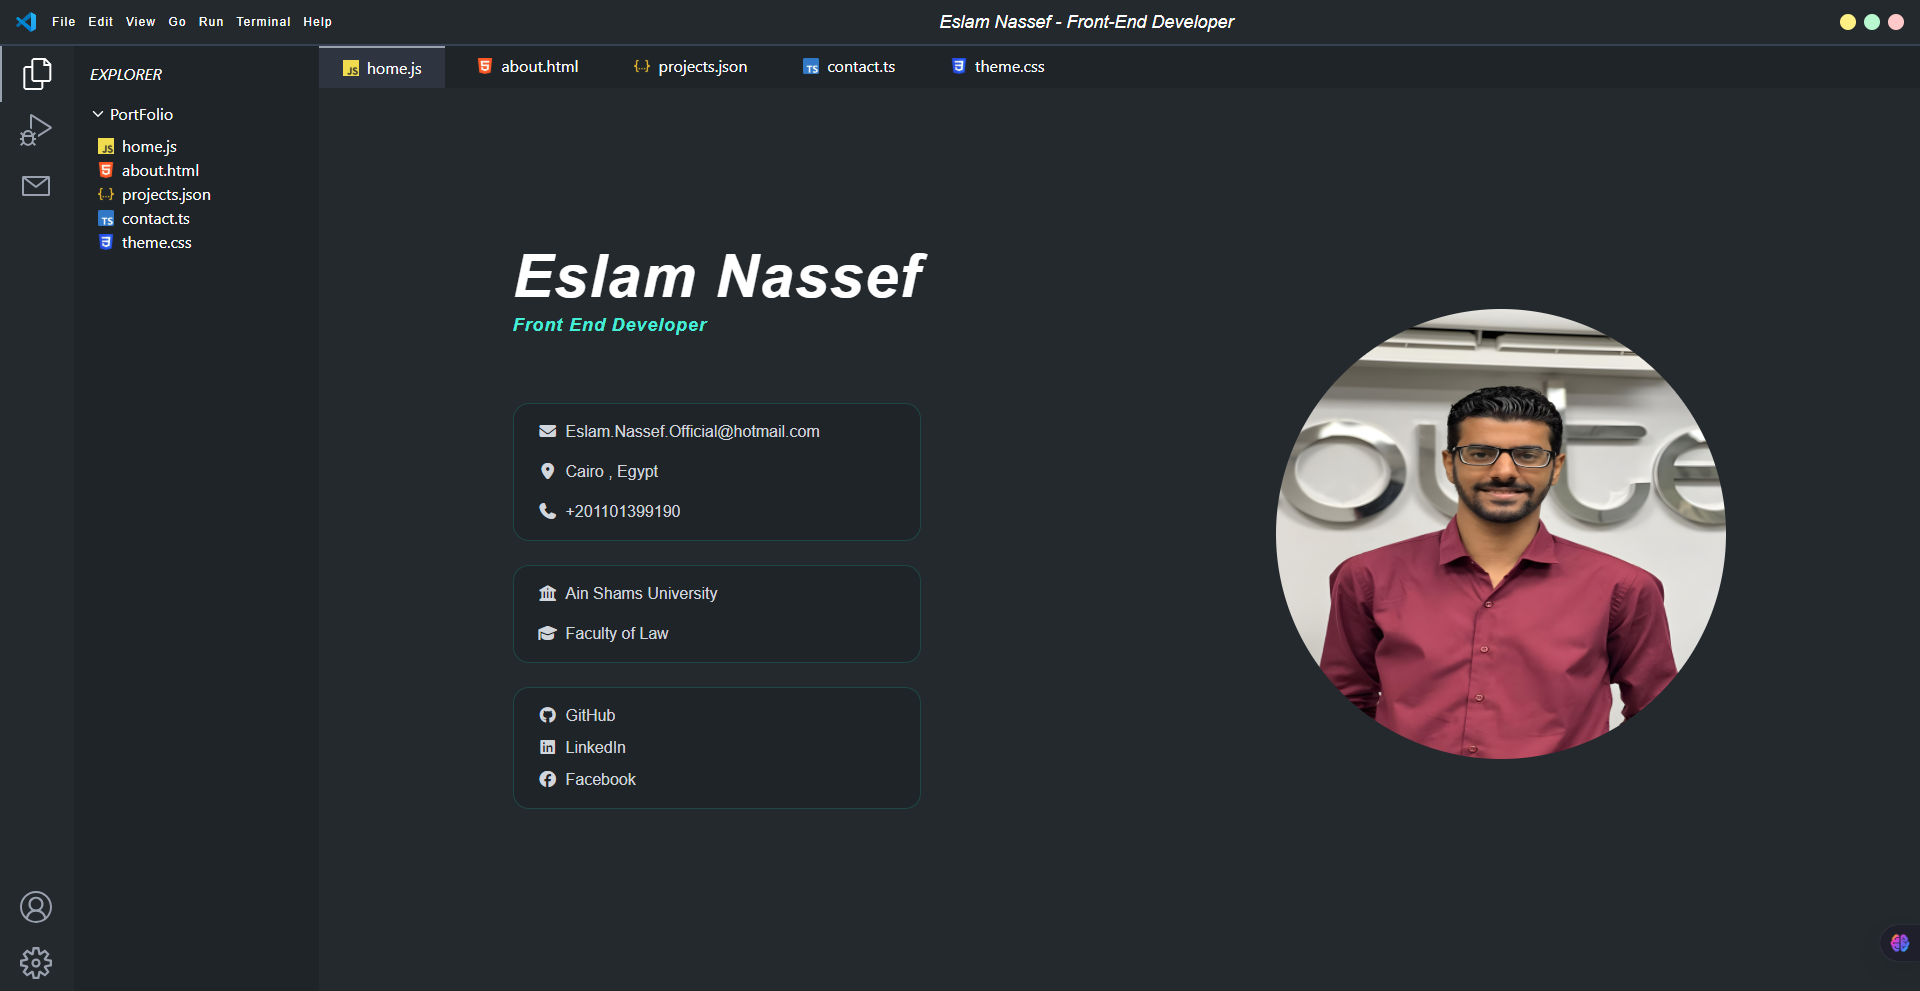 File Edit View Go Run Terminal Help
Eslam Nassef - Front-End Developer
EXPLORER
PortFolio
home.js
about.html
projects.json
contact.ts
theme.css
home.js
about.html
projects.json
contact.ts
theme.css
Eslam Nassef
Front End Developer
Eslam.Nassef.Official@hotmail.com
Cairo , Egypt
+201101399190
Ain Shams University
Faculty of Law
GitHub
LinkedIn
Facebook
oute